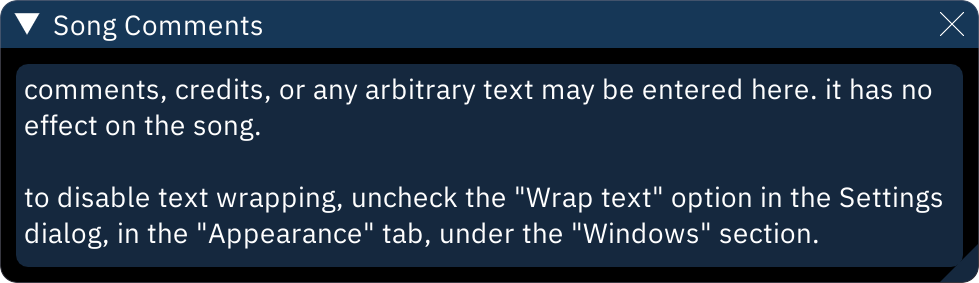 Song Comments
comments, credits, or any arbitrary text may be entered here. it has no
effect on the song.
to disable text wrapping, uncheck the "Wrap text" option in the Settings
dialog, in the "Appearance" tab, under the "Windows" section.